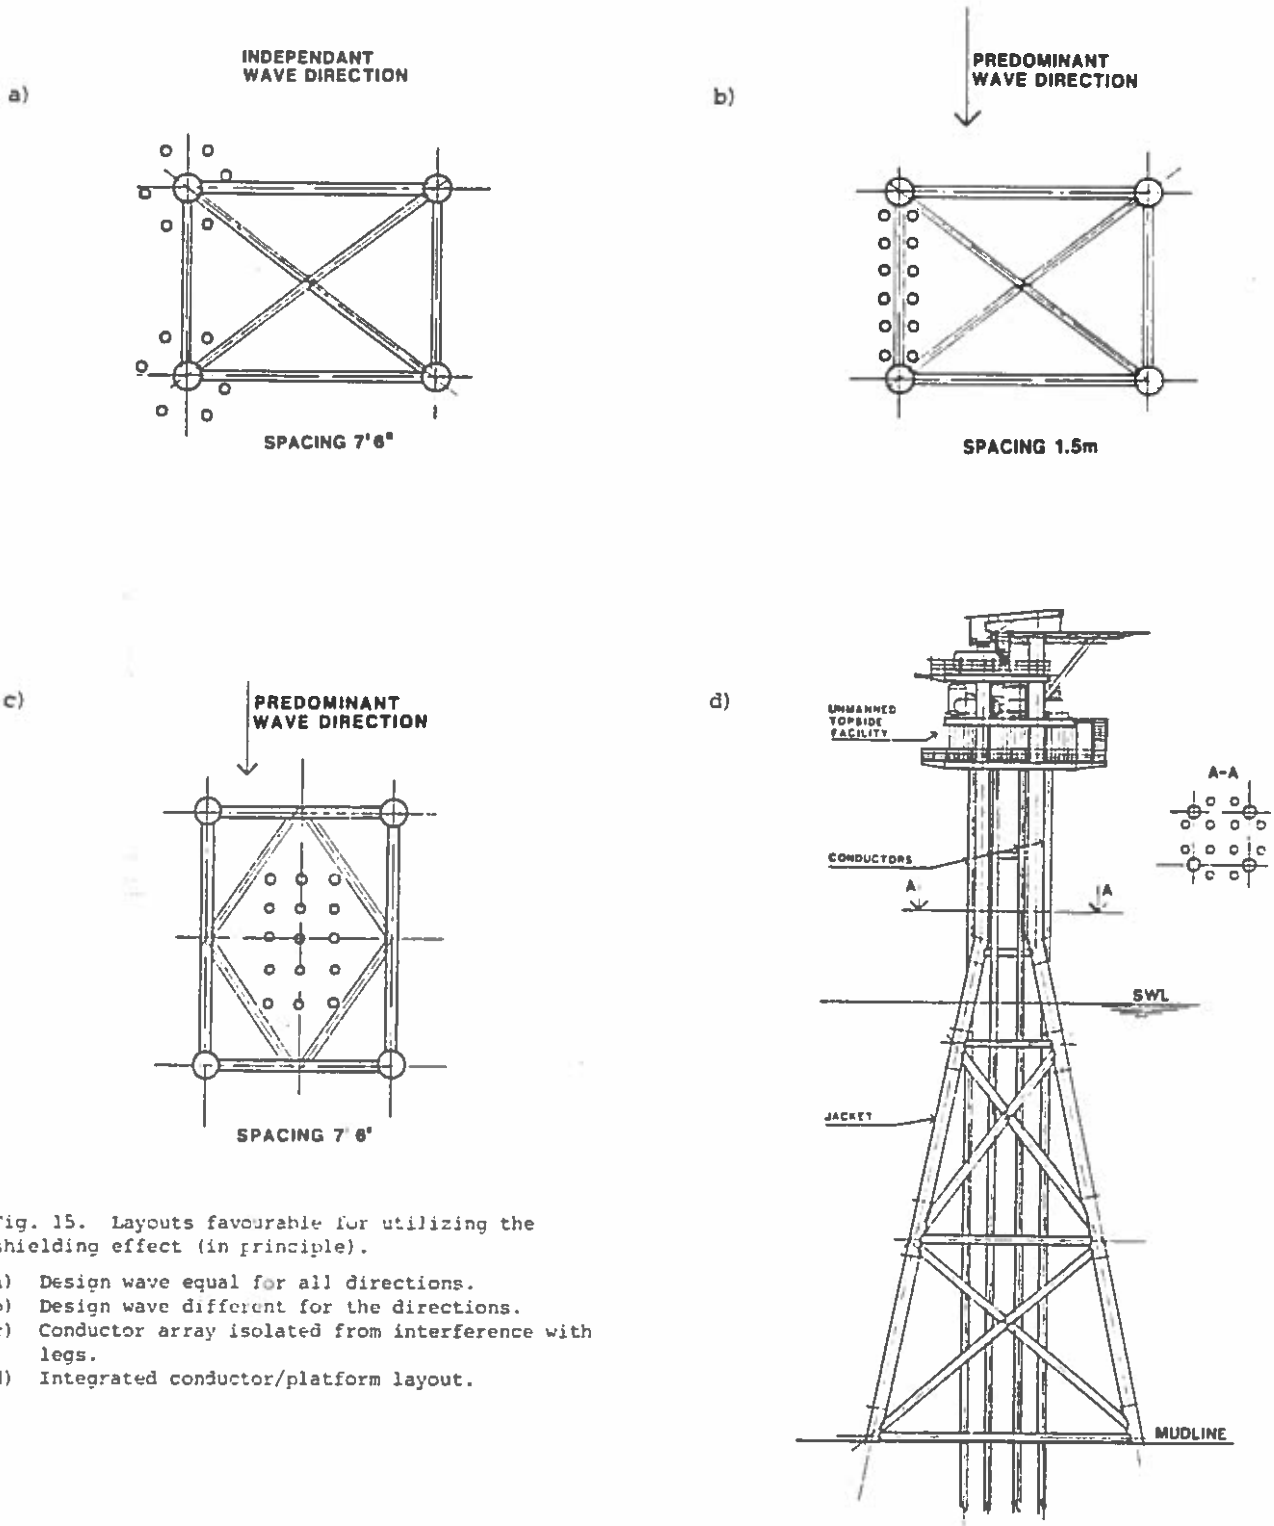 a)
INDEPENDANT
WAVE DIRECTION
SPACING 7'6"
b)
PREDOMINANT
WAVE DIRECTION
SPACING 1.5m
c)
PREDOMINANT
WAVE DIRECTION
SPACING 7'6"
d)
UNMANNED
TOPSIDE
FACILITY
A-A
CONDUCTORS
A
A
SWL
JACKET
MUDLINE
ig. 15. Layouts favourable for utilizing the
shielding effect (in principle).
) Design wave equal for all directions.
) Design wave different for the directions.
) Conductor array isolated from interference with
legs.
) Integrated conductor/platform layout.